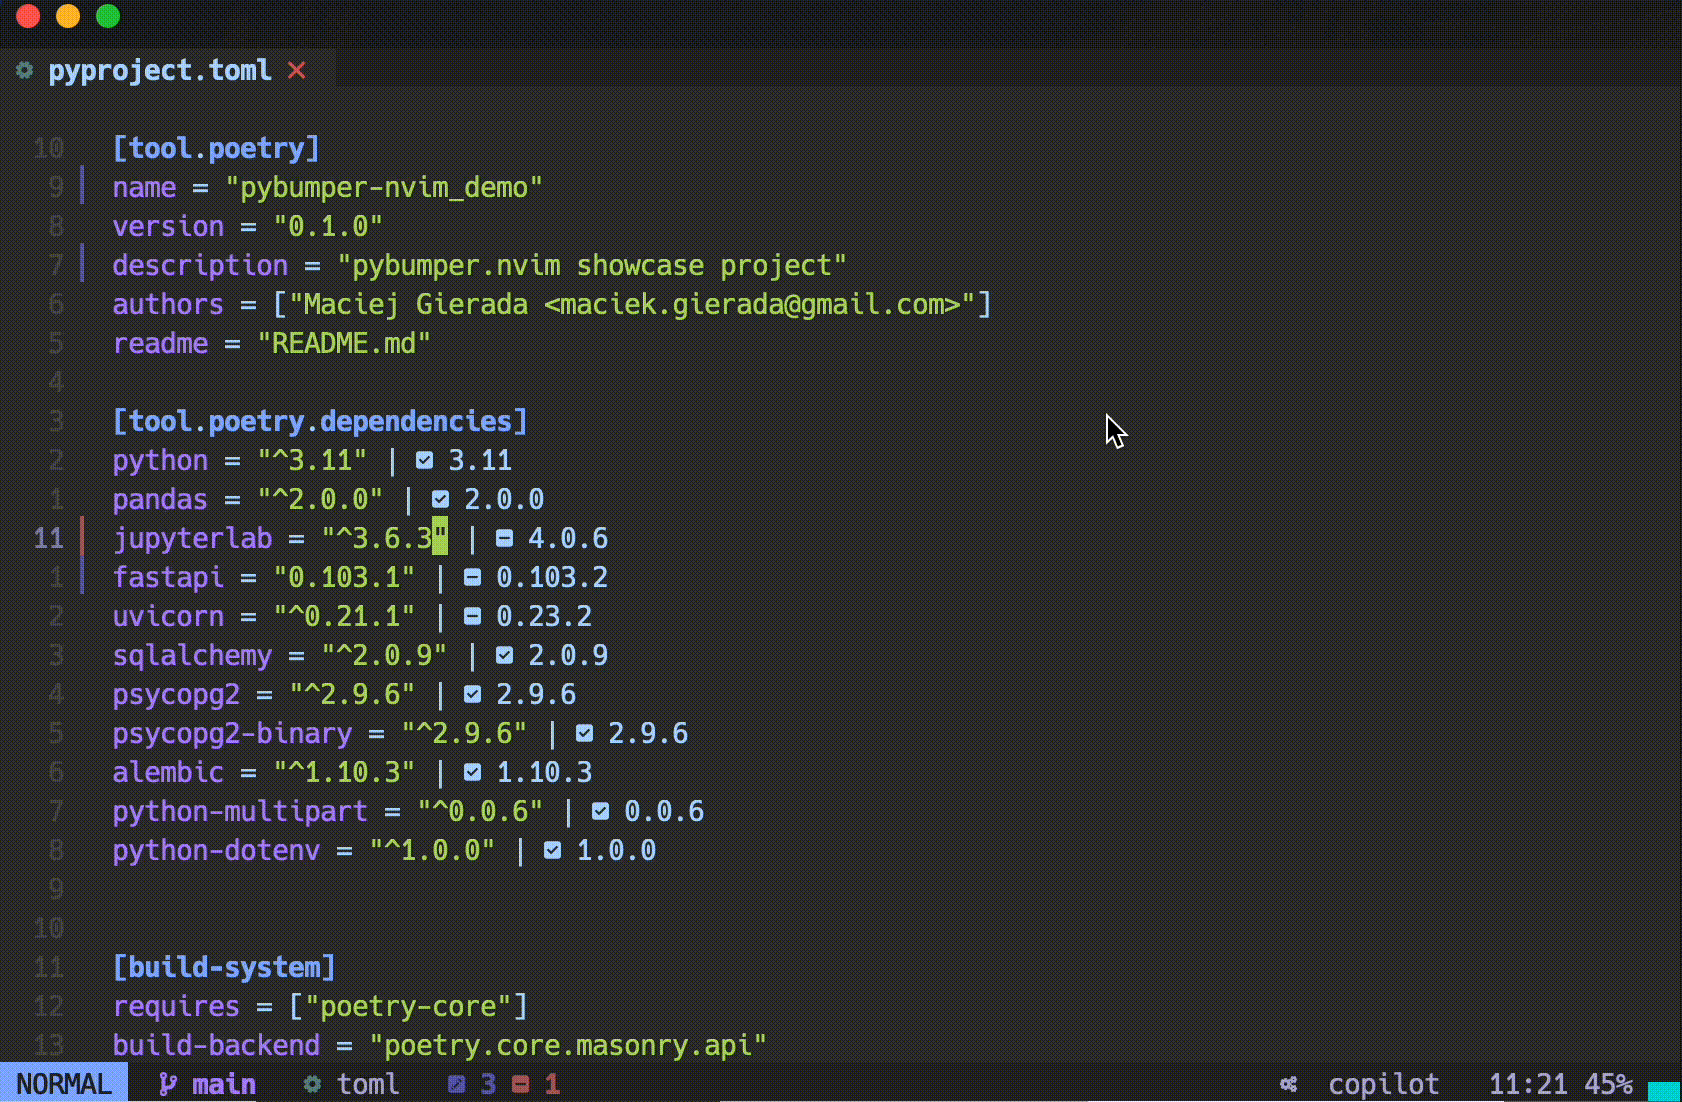 pyproject.toml
10 [tool.poetry]
9 name = "pybumper-nvim_demo"
8 version = "0.1.0"
7 description = "pybumper.nvim showcase project"
6 authors = ["Maciej Gierada <maciek.gierada@gmail.com>"]
5 readme = "README.md"
4
3 [tool.poetry.dependencies]
2 python = "^3.11" | 3.11
1 pandas = "^2.0.0" | 2.0.0
11 jupyterlab = "^3.6.3" | 4.0.6
1 fastapi = "0.103.1" | 0.103.2
2 uvicorn = "^0.21.1" | 0.23.2
3 sqlalchemy = "^2.0.9" | 2.0.9
4 psycopg2 = "^2.9.6" | 2.9.6
5 psycopg2-binary = "^2.9.6" | 2.9.6
6 alembic = "^1.10.3" | 1.10.3
7 python-multipart = "^0.0.6" | 0.0.6
8 python-dotenv = "^1.0.0" | 1.0.0
9
10
11 [build-system]
12 requires = ["poetry-core"]
13 build-backend = "poetry.core.masonry.api"
NORMAL main toml 3 1 copilot 11:21 45%